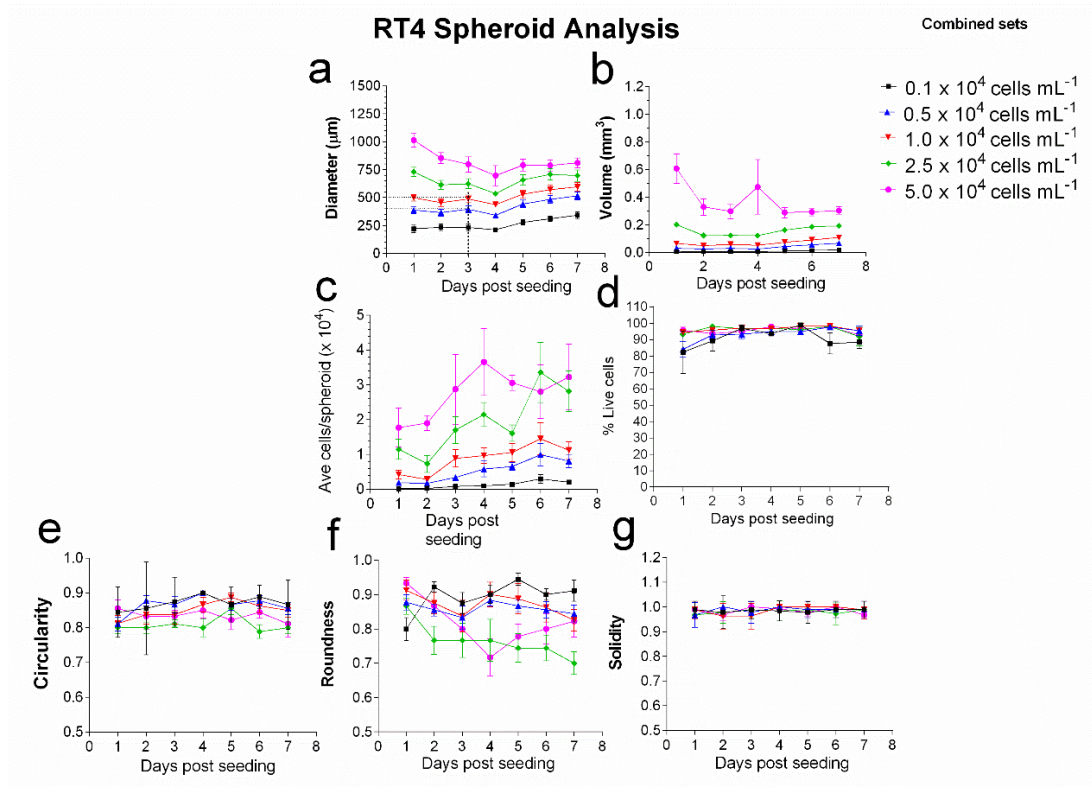 RT4 Spheroid Analysis
Combined sets
a
Diameter (µm)
1500
1250
1000
750
500
250
0
0 1 2 3 4 5 6 7 8
Days post seeding
b
Volume (mm³)
1.2
1.0
0.8
0.6
0.4
0.2
0.0
0 2 4 6 8
Days post seeding
0.1 x 10⁴ cells mL⁻¹
0.5 x 10⁴ cells mL⁻¹
1.0 x 10⁴ cells mL⁻¹
2.5 x 10⁴ cells mL⁻¹
5.0 x 10⁴ cells mL⁻¹
c
Ave cells/spheroid (x 10⁴)
5
4
3
2
1
0
0 1 2 3 4 5 6 7 8
Days post
seeding
d
% Live cells
110
100
90
80
70
60
50
40
30
20
10
0
0 1 2 3 4 5 6 7 8
Days post seeding
e
Circularity
1.0
0.9
0.8
0.7
0.6
0.5
0 1 2 3 4 5 6 7 8
Days post seeding
f
Roundness
1.0
0.9
0.8
0.7
0.6
0.5
0 1 2 3 4 5 6 7 8
Days post seeding
g
Solidity
1.2
1.1
1.0
0.9
0.8
0.7
0.6
0.5
0 1 2 3 4 5 6 7 8
Days post seeding